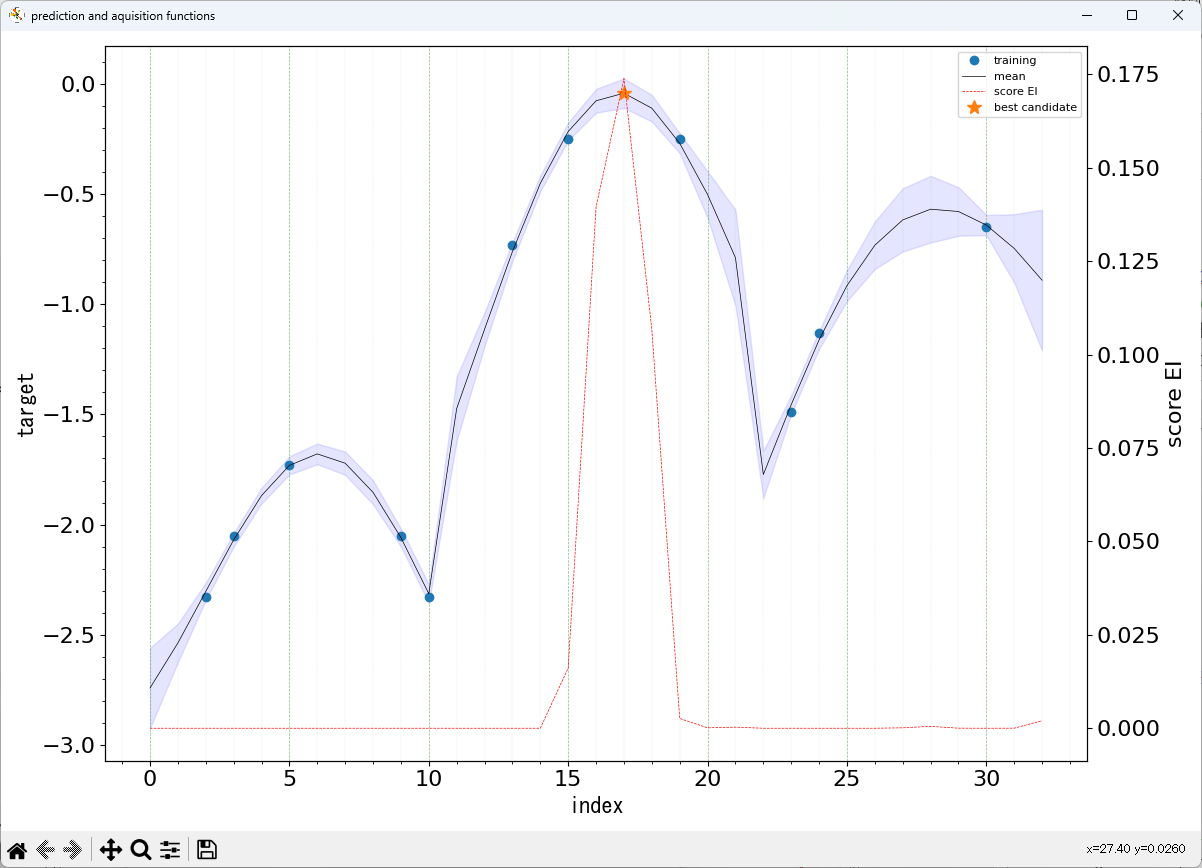 prediction and aquisition functions
training
mean
score EI
best candidate
0.0
−0.5
−1.0
−1.5
−2.0
−2.5
−3.0
target
0.175
0.150
0.125
0.100
0.075
0.050
0.025
0.000
score EI
0 5 10 15 20 25 30
index
x=27.40 y=0.0260